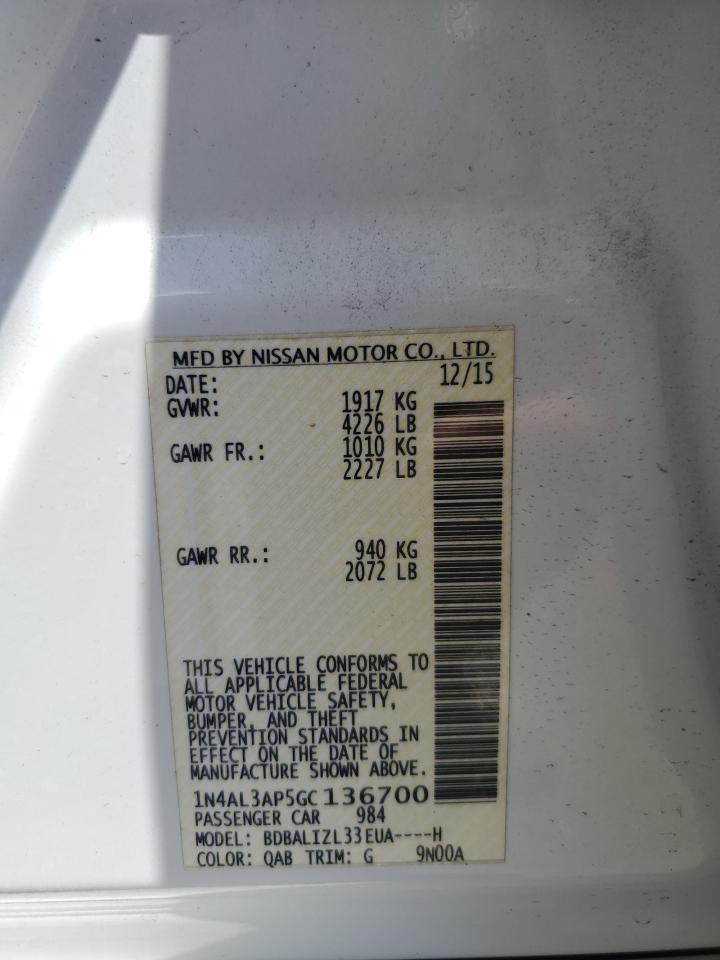 MFD BY NISSAN MOTOR CO., LTD.
DATE: 12/15
GVWR: 1917 KG
4226 LB
GAWR FR.: 1010 KG
2227 LB
GAWR RR.: 940 KG
2072 LB
THIS VEHICLE CONFORMS TO
ALL APPLICABLE FEDERAL
MOTOR VEHICLE SAFETY,
BUMPER, AND THEFT
PREVENTION STANDARDS IN
EFFECT ON THE DATE OF
MANUFACTURE SHOWN ABOVE.
1N4AL3AP5GC136700
PASSENGER CAR 984
MODEL: BDBALIZL33EUA----H
COLOR: QAB TRIM: G 9N00A